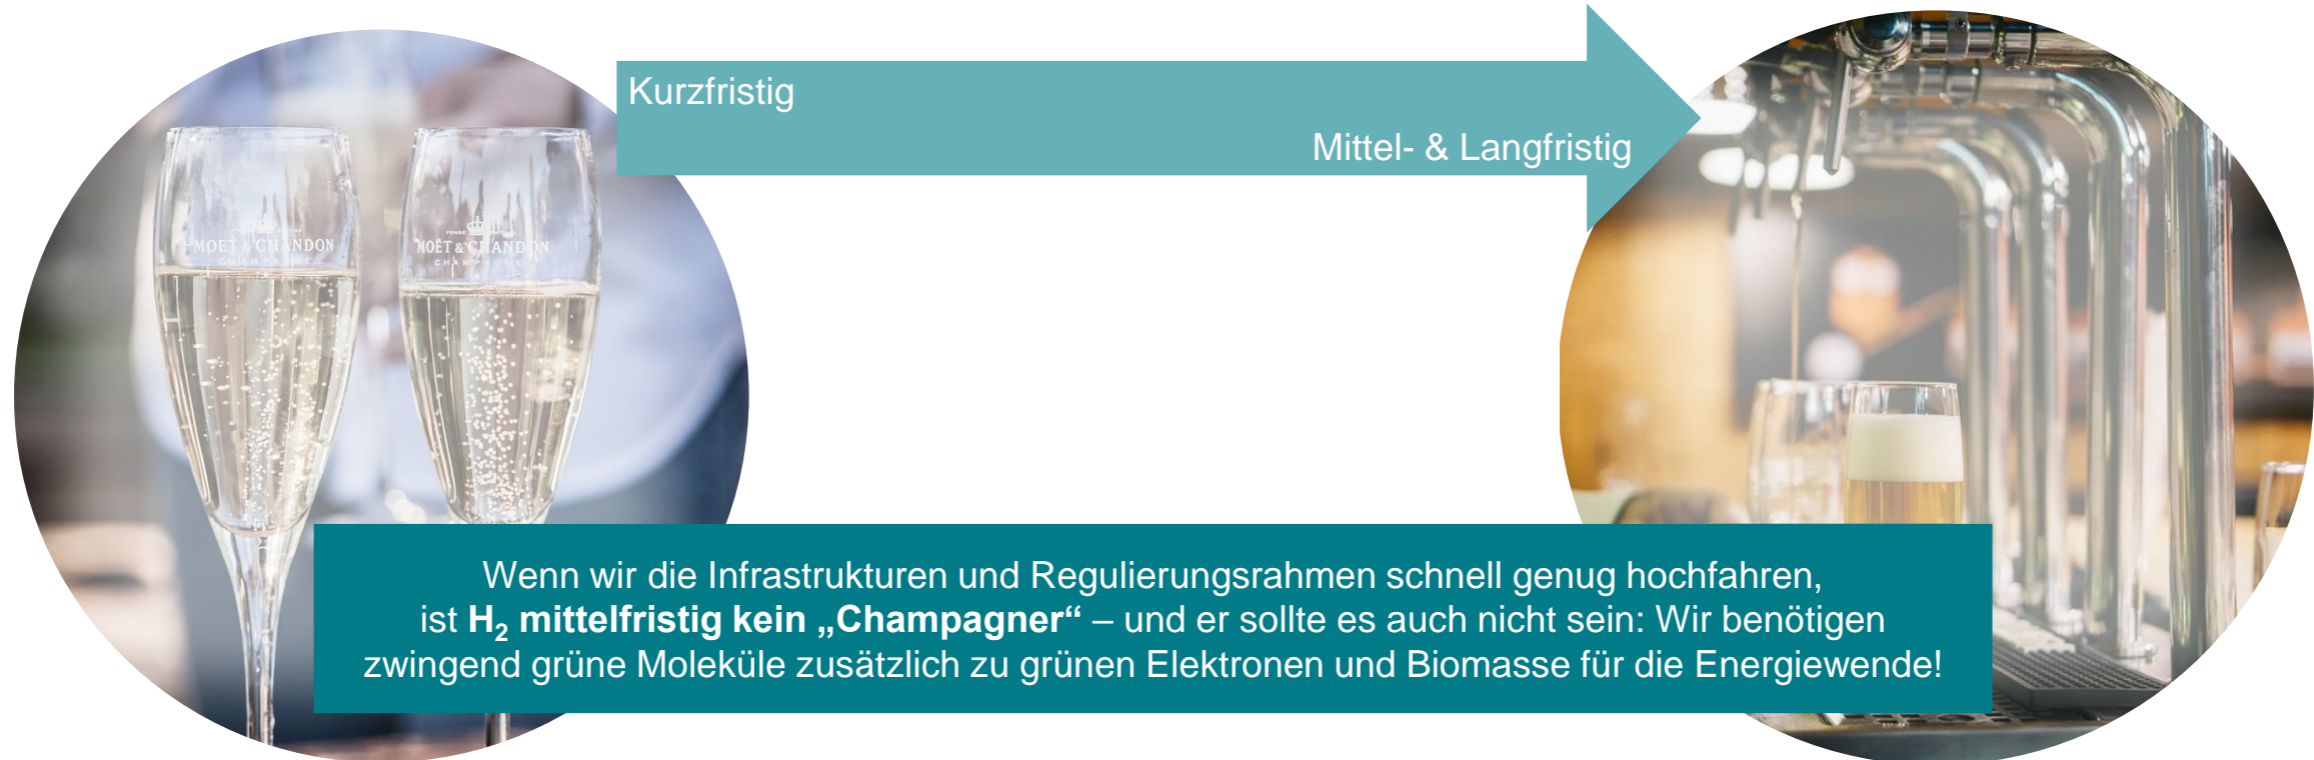 Kurzfristig
Mittel- & Langfristig
MOËT & CHANDON
CHAMPAGNE
MOËT & CHANDON
CHAMPAGNE
Wenn wir die Infrastrukturen und Regulierungsrahmen schnell genug hochfahren,
ist H₂ mittelfristig kein „Champagner“ – und er sollte es auch nicht sein: Wir benötigen
zwingend grüne Moleküle zusätzlich zu grünen Elektronen und Biomasse für die Energiewende!